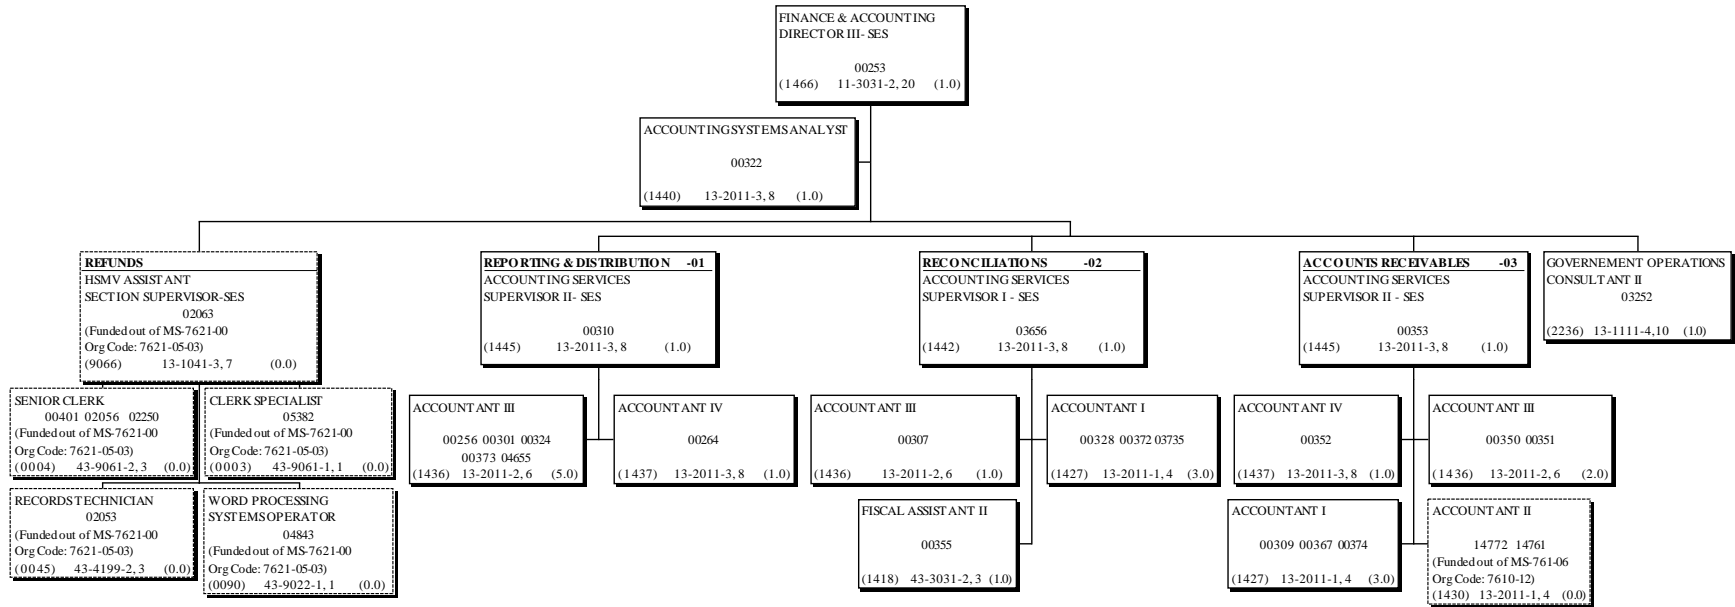 FINANCE & ACCOUNTING
DIRECTOR III- SES
00253
(1466) 11-3031-2, 20 (1.0)
ACCOUNTING SYSTEMS ANALYST
00322
(1440) 13-2011-3, 8 (1.0)
REFUNDS
HSMV ASSISTANT
SECTION SUPERVISOR-SES
02063
(Funded out of MS-7621-00
Org Code: 7621-05-03)
(9066) 13-1041-3, 7 (0.0)
REPORTING & DISTRIBUTION -01
ACCOUNTING SERVICES
SUPERVISOR II- SES
00310
(1445) 13-2011-3, 8 (1.0)
RECONCILIATIONS -02
ACCOUNTING SERVICES
SUPERVISOR I - SES
03656
(1442) 13-2011-3, 8 (1.0)
ACCOUNTS RECEIVABLES -03
ACCOUNTING SERVICES
SUPERVISOR II - SES
00353
(1445) 13-2011-3, 8 (1.0)
GOVERNEMENT OPERATIONS
CONSULTANT II
03252
(2236) 13-1111-4,10 (1.0)
SENIOR CLERK
00401 02056 02250
(Funded out of MS-7621-00
Org Code: 7621-05-03)
(0004) 43-9061-2, 3 (0.0)
CLERK SPECIALIST
05382
(Funded out of MS-7621-00
Org Code: 7621-05-03)
(0003) 43-9061-1, 1 (0.0)
ACCOUNTANT III
00256 00301 00324
00373 04655
(1436) 13-2011-2, 6 (5.0)
ACCOUNTANT IV
00264
(1437) 13-2011-3, 8 (1.0)
ACCOUNTANT III
00307
(1436) 13-2011-2, 6 (1.0)
ACCOUNTANT I
00328 00372 03735
(1427) 13-2011-1, 4 (3.0)
ACCOUNTANT IV
00352
(1437) 13-2011-3, 8 (1.0)
ACCOUNTANT III
00350 00351
(1436) 13-2011-2, 6 (2.0)
RECORDS TECHNICIAN
02053
(Funded out of MS-7621-00
Org Code: 7621-05-03)
(0045) 43-4199-2, 3 (0.0)
WORD PROCESSING
SYSTEMS OPERATOR
04843
(Funded out of MS-7621-00
Org Code: 7621-05-03)
(0090) 43-9022-1, 1 (0.0)
FISCAL ASSISTANT II
00355
(1418) 43-3031-2, 3 (1.0)
ACCOUNTANT I
00309 00367 00374
(1427) 13-2011-1, 4 (3.0)
ACCOUNTANT II
14772 14761
(Funded out of MS-761-06
Org Code: 7610-12)
(1430) 13-2011-1, 4 (0.0)